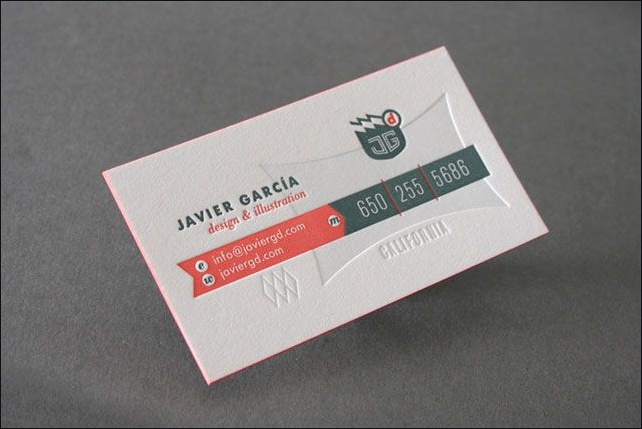 d
JG
JAVIER GARCÍA
design & illustration
m 650 255 5686
e info@javiergd.com
w javiergd.com
CALIFORNIA